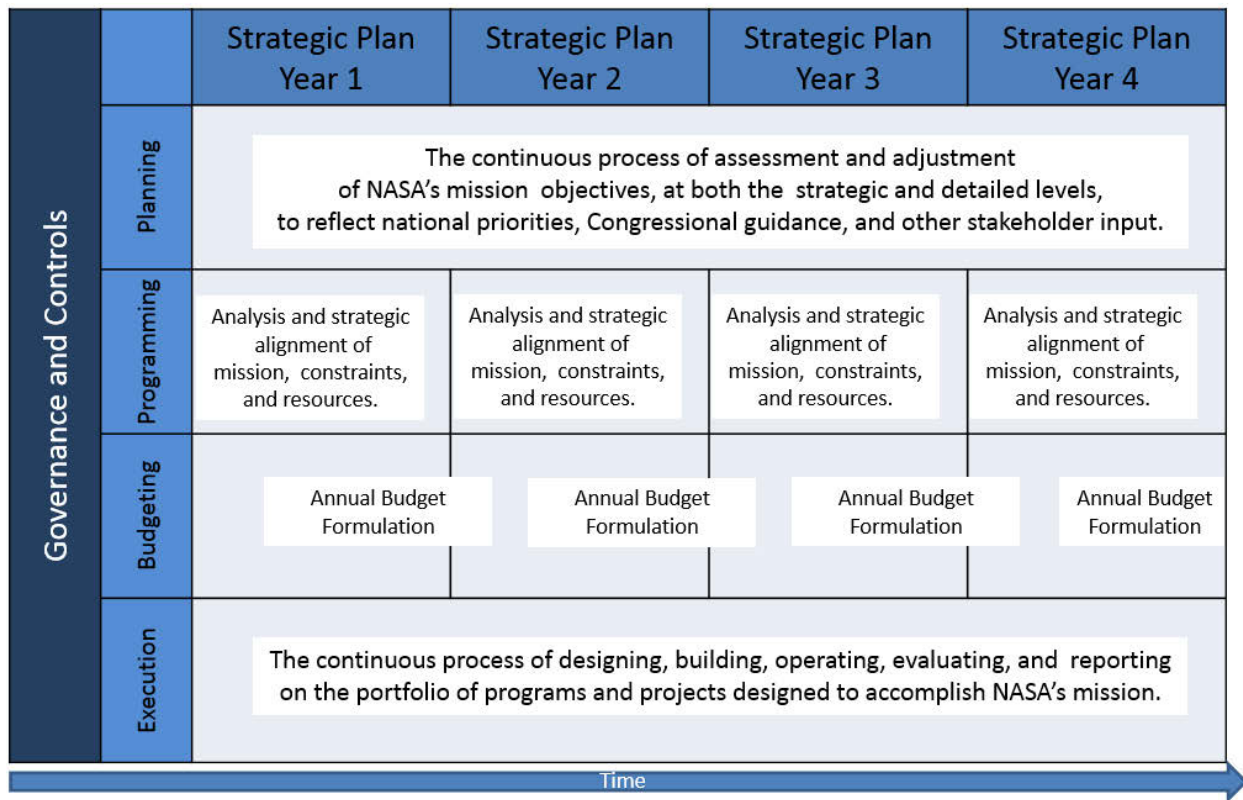 Governance and Controls
Strategic Plan
Year 1
Strategic Plan
Year 2
Strategic Plan
Year 3
Strategic Plan
Year 4
Planning
The continuous process of assessment and adjustment
of NASA's mission objectives, at both the strategic and detailed levels,
to reflect national priorities, Congressional guidance, and other stakeholder input.
Programming
Analysis and strategic
alignment of
mission, constraints,
and resources.
Analysis and strategic
alignment of
mission, constraints,
and resources.
Analysis and strategic
alignment of
mission, constraints,
and resources.
Analysis and strategic
alignment of
mission, constraints,
and resources.
Budgeting
Annual Budget
Formulation
Annual Budget
Formulation
Annual Budget
Formulation
Annual Budget
Formulation
Execution
The continuous process of designing, building, operating, evaluating, and reporting
on the portfolio of programs and projects designed to accomplish NASA's mission.
Time